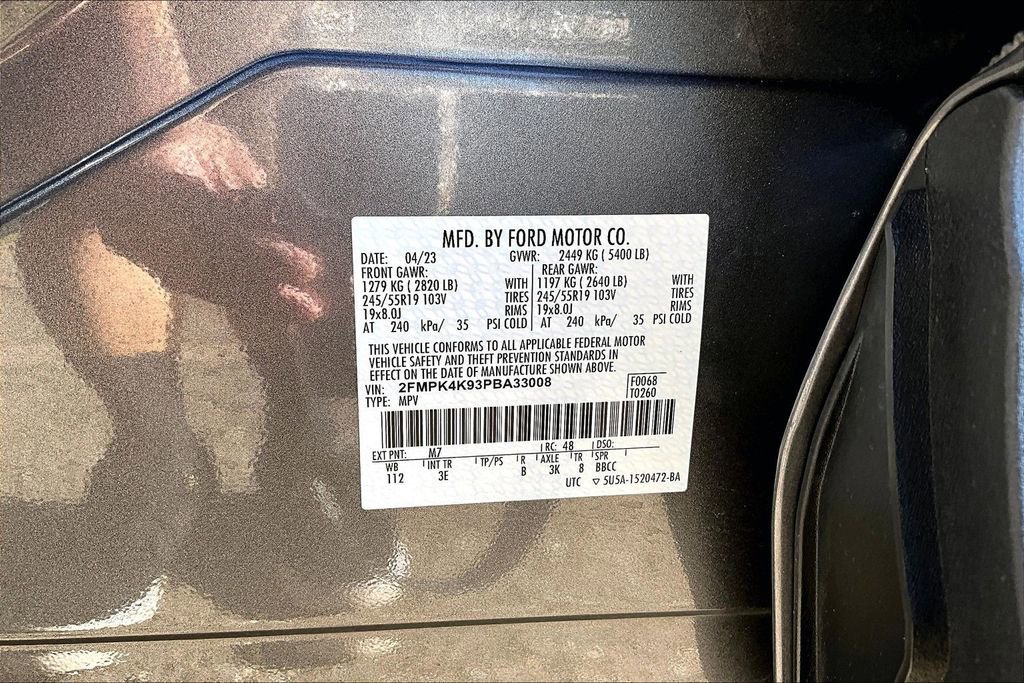 MFD. BY FORD MOTOR CO.
DATE: 04/23 GVWR: 2449 KG ( 5400 LB)
FRONT GAWR: REAR GAWR:
1279 KG ( 2820 LB) WITH 1197 KG ( 2640 LB) WITH
245/55R19 103V TIRES 245/55R19 103V TIRES
19x8.0J RIMS 19x8.0J RIMS
AT 240 kPa/ 35 PSI COLD AT 240 kPa/ 35 PSI COLD
THIS VEHICLE CONFORMS TO ALL APPLICABLE FEDERAL MOTOR
VEHICLE SAFETY AND THEFT PREVENTION STANDARDS IN
EFFECT ON THE DATE OF MANUFACTURE SHOWN ABOVE.
VIN: 2FMPK4K93PBA33008 F0068
TYPE: MPV T0260
EXT PNT: M7 RC: 48 DSO:
WB INT TR TP/PS R AXLE TR SPR
112 3E B 3K 8 BBCC
UTC ▽ 5U5A-1520472-BA